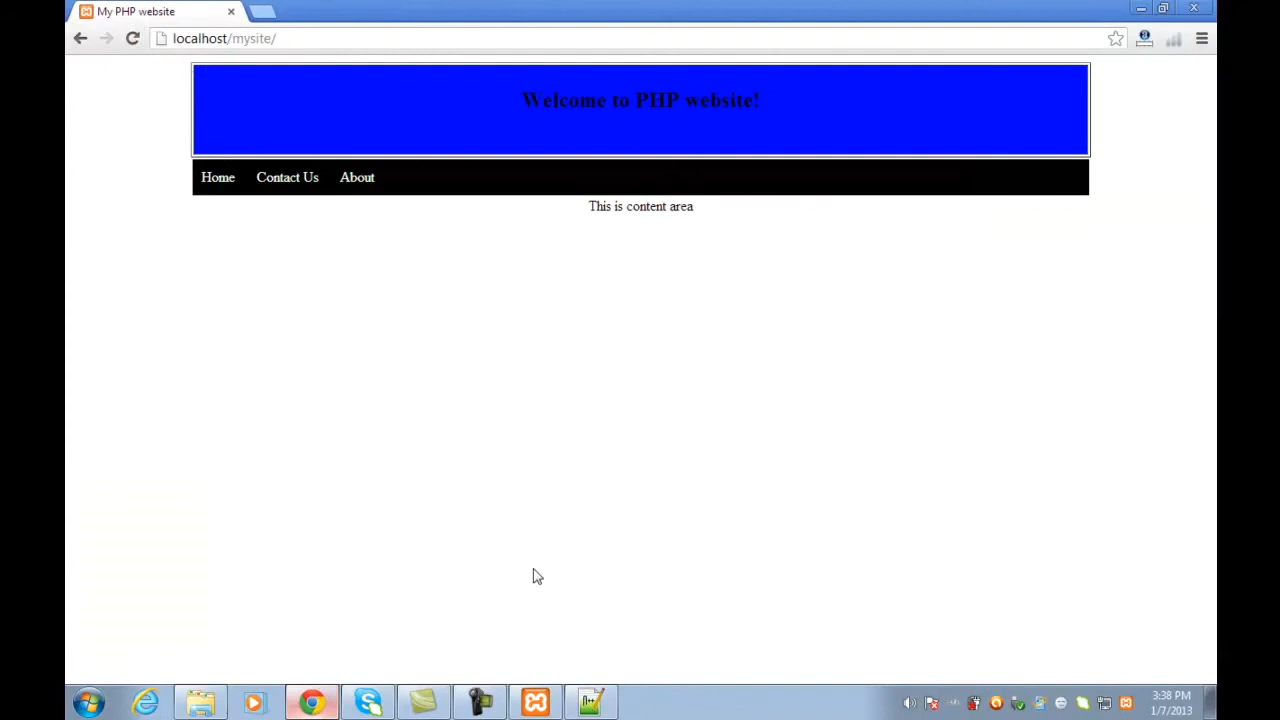 My PHP website
localhost/mysite/
Welcome to PHP website!
Home Contact Us About
This is content area
3:38 PM
1/7/2013